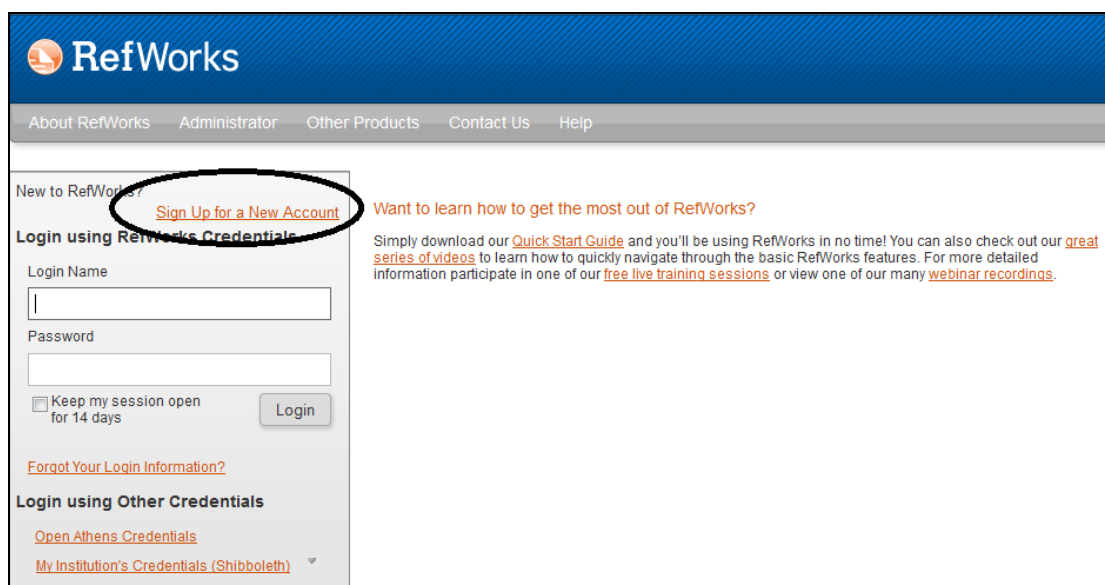 RefWorks
About RefWorks Administrator Other Products Contact Us Help
New to RefWorks?
Sign Up for a New Account
Login using RefWorks Credentials
Login Name
Password
Keep my session open
for 14 days
Login
Forgot Your Login Information?
Login using Other Credentials
Open Athens Credentials
My Institution's Credentials (Shibboleth)
Want to learn how to get the most out of RefWorks?
Simply download our Quick Start Guide and you'll be using RefWorks in no time! You can also check out our great
series of videos to learn how to quickly navigate through the basic RefWorks features. For more detailed
information participate in one of our free live training sessions or view one of our many webinar recordings.